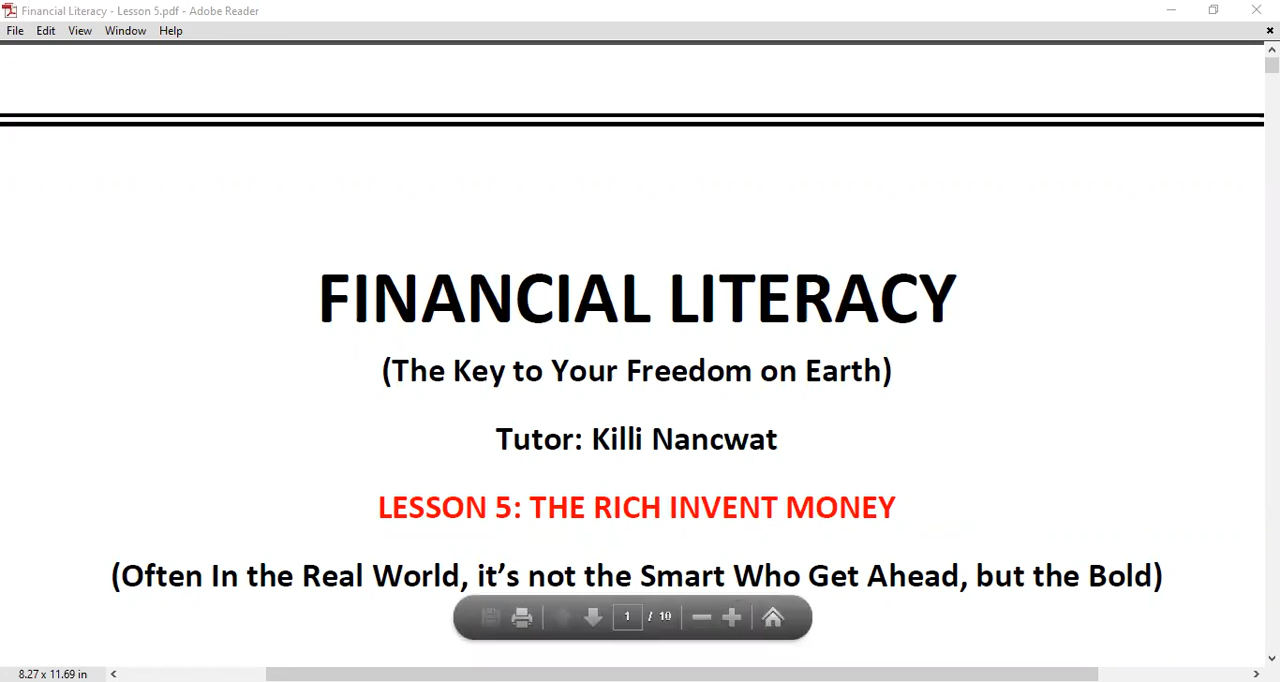 Financial Literacy - Lesson 5.pdf - Adobe Reader
File Edit View Window Help
FINANCIAL LITERACY
(The Key to Your Freedom on Earth)
Tutor: Killi Nancwat
LESSON 5: THE RICH INVENT MONEY
(Often In the Real World, it’s not the Smart Who Get Ahead, but the Bold)
1 / 10
8.27 x 11.69 in